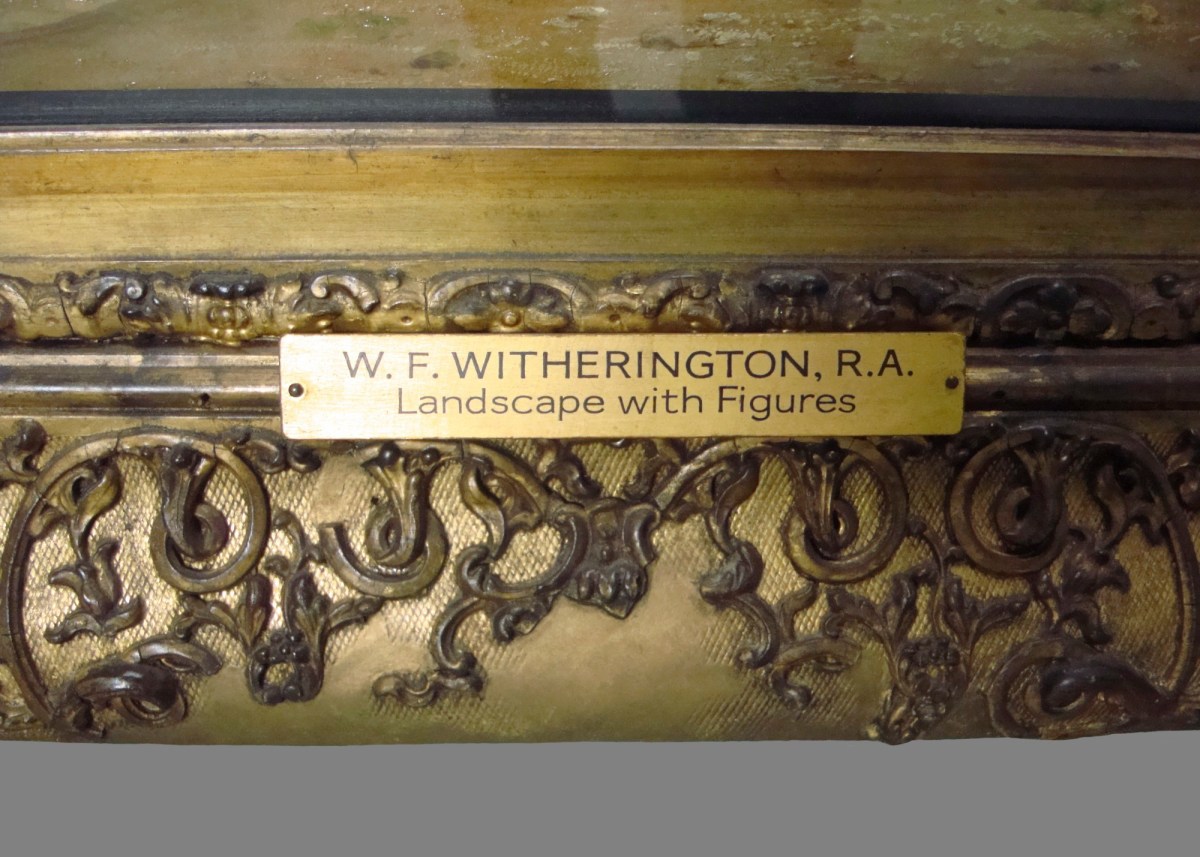 W. F. WITHERINGTON, R.A.
Landscape with Figures